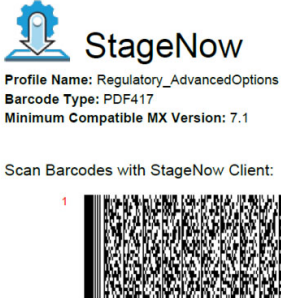 StageNow
Profile Name: Regulatory_AdvancedOptions
Barcode Type: PDF417
Minimum Compatible MX Version: 7.1
Scan Barcodes with StageNow Client:
1